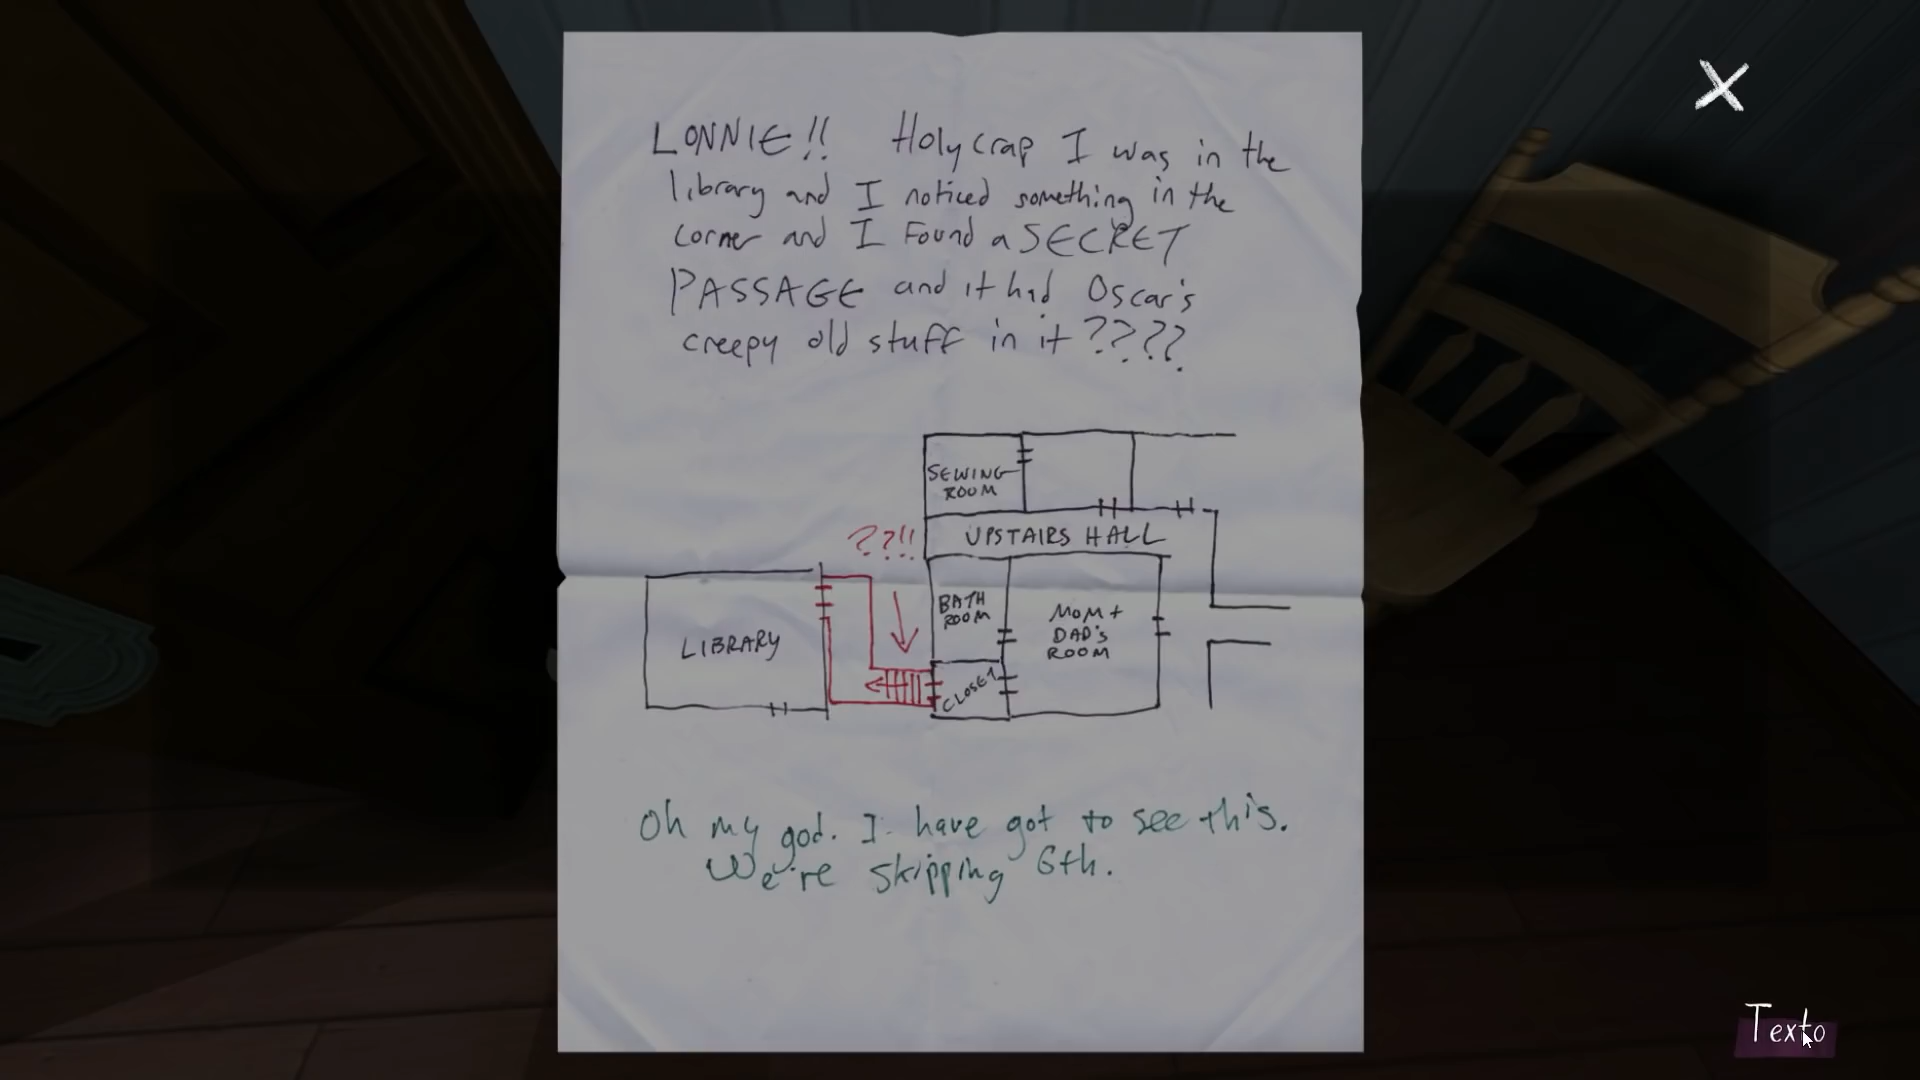 LONNIE!! Holy crap I was in the
library and I noticed something in the
corner and I Found a SECRET
PASSAGE and it had Oscar's
creepy old stuff in it ????
SEWING
ROOM
UPSTAIRS HALL
??!!
BATH
ROOM
MOM +
DAD'S
ROOM
LIBRARY
CLOSET
Oh my god. I have got to see this.
We're skipping 6th.
Texto